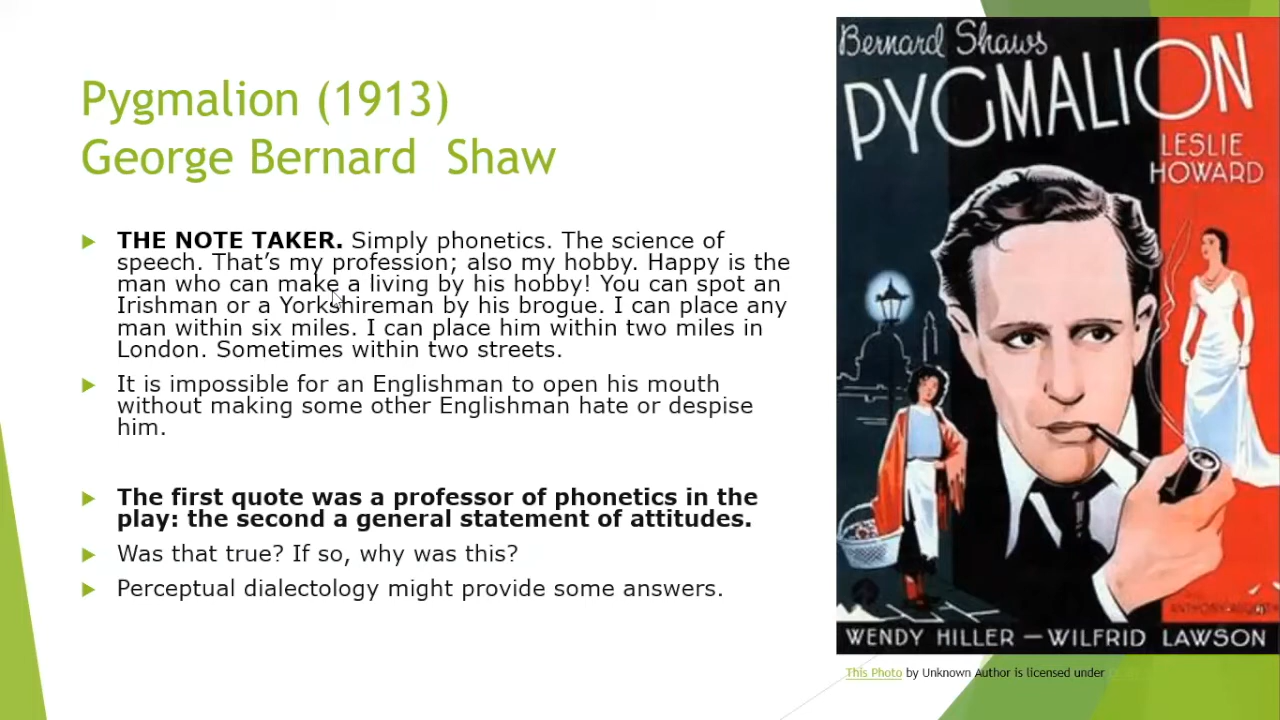 Pygmalion (1913)
George Bernard Shaw
THE NOTE TAKER. Simply phonetics. The science of
speech. That's my profession; also my hobby. Happy is the
man who can make a living by his hobby! You can spot an
Irishman or a Yorkshireman by his brogue. I can place any
man within six miles. I can place him within two miles in
London. Sometimes within two streets.
It is impossible for an Englishman to open his mouth
without making some other Englishman hate or despise
him.
The first quote was a professor of phonetics in the
play: the second a general statement of attitudes.
Was that true? If so, why was this?
Perceptual dialectology might provide some answers.
Bernard Shaws
PYGMALION
LESLIE
HOWARD
WENDY HILLER — WILFRID LAWSON
This Photo by Unknown Author is licensed under